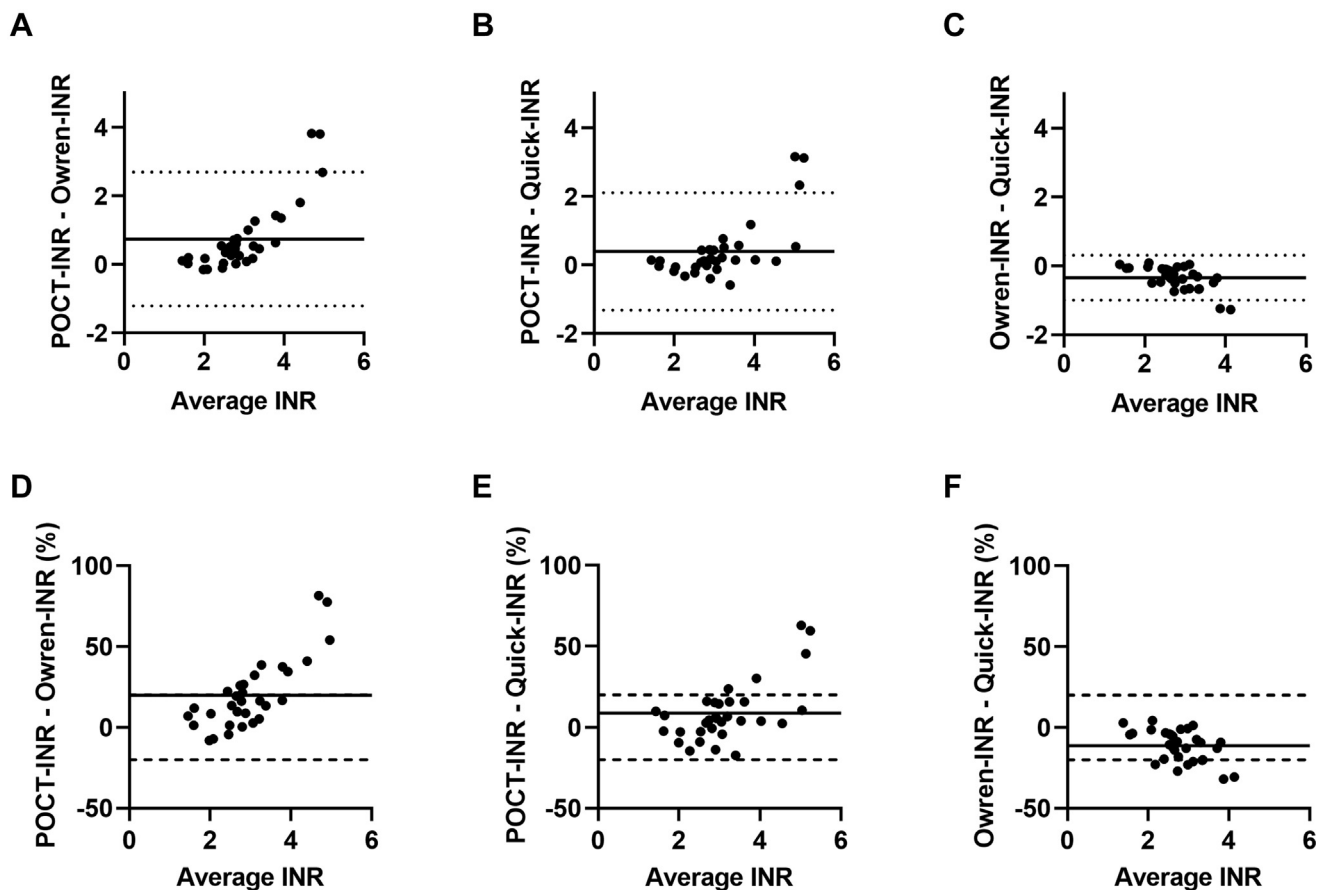 A
POCT-INR - Owren-INR
4
2
0
-2
0 2 4 6
Average INR
B
POCT-INR - Quick-INR
4
2
0
-2
0 2 4 6
Average INR
C
Owren-INR - Quick-INR
4
2
0
-2
0 2 4 6
Average INR
D
POCT-INR - Owren-INR (%)
100
50
0
-50
0 2 4 6
Average INR
E
POCT-INR - Quick-INR (%)
100
50
0
-50
0 2 4 6
Average INR
F
Owren-INR - Quick-INR (%)
100
50
0
-50
0 2 4 6
Average INR